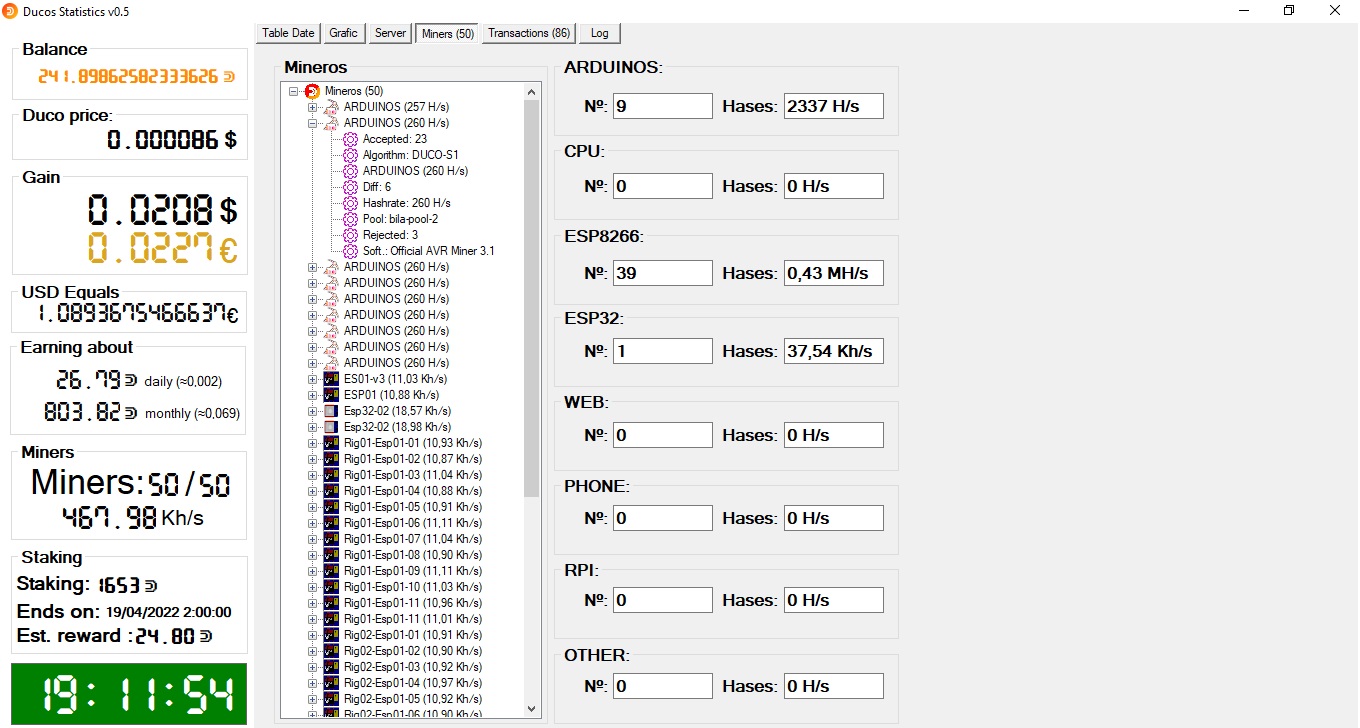 Ducos Statistics v0.5
Balance
241.89862582333626
Duco price:
0.000086 $
Gain
0.0208 $
0.0227 €
USD Equals
1.0893675466637€
Earning about
26.79 daily (≈0,002)
803.82 monthly (≈0,069)
Miners
Miners: 50/50
467.98 Kh/s
Staking
Staking: 1653
Ends on: 19/04/2022 2:00:00
Est. reward :24.80
19:11:54
Table Date Grafic Server Miners (50) Transactions (86) Log
Mineros
Mineros (50)
ARDUINOS (257 H/s)
ARDUINOS (260 H/s)
Accepted: 23
Algorithm: DUCO-S1
ARDUINOS (260 H/s)
Diff: 6
Hashrate: 260 H/s
Pool: bila-pool-2
Rejected: 3
Soft.: Official AVR Miner 3.1
ARDUINOS (260 H/s)
ARDUINOS (260 H/s)
ARDUINOS (260 H/s)
ARDUINOS (260 H/s)
ARDUINOS (260 H/s)
ARDUINOS (260 H/s)
ARDUINOS (260 H/s)
ES01-v3 (11,03 Kh/s)
ESP01 (10,88 Kh/s)
Esp32-02 (18,57 Kh/s)
Esp32-02 (18,98 Kh/s)
Rig01-Esp01-01 (10,93 Kh/s)
Rig01-Esp01-02 (10,87 Kh/s)
Rig01-Esp01-03 (11,04 Kh/s)
Rig01-Esp01-04 (10,88 Kh/s)
Rig01-Esp01-05 (10,91 Kh/s)
Rig01-Esp01-06 (11,11 Kh/s)
Rig01-Esp01-07 (11,04 Kh/s)
Rig01-Esp01-08 (10,90 Kh/s)
Rig01-Esp01-09 (11,11 Kh/s)
Rig01-Esp01-10 (11,03 Kh/s)
Rig01-Esp01-11 (10,96 Kh/s)
Rig01-Esp01-11 (11,01 Kh/s)
Rig02-Esp01-01 (10,91 Kh/s)
Rig02-Esp01-02 (10,90 Kh/s)
Rig02-Esp01-03 (10,92 Kh/s)
Rig02-Esp01-04 (10,97 Kh/s)
Rig02-Esp01-05 (10,92 Kh/s)
Rig02-Esp01-06 (10,90 Kh/s)
ARDUINOS:
Nº: 9 Hases: 2337 H/s
CPU:
Nº: 0 Hases: 0 H/s
ESP8266:
Nº: 39 Hases: 0,43 MH/s
ESP32:
Nº: 1 Hases: 37,54 Kh/s
WEB:
Nº: 0 Hases: 0 H/s
PHONE:
Nº: 0 Hases: 0 H/s
RPI:
Nº: 0 Hases: 0 H/s
OTHER:
Nº: 0 Hases: 0 H/s